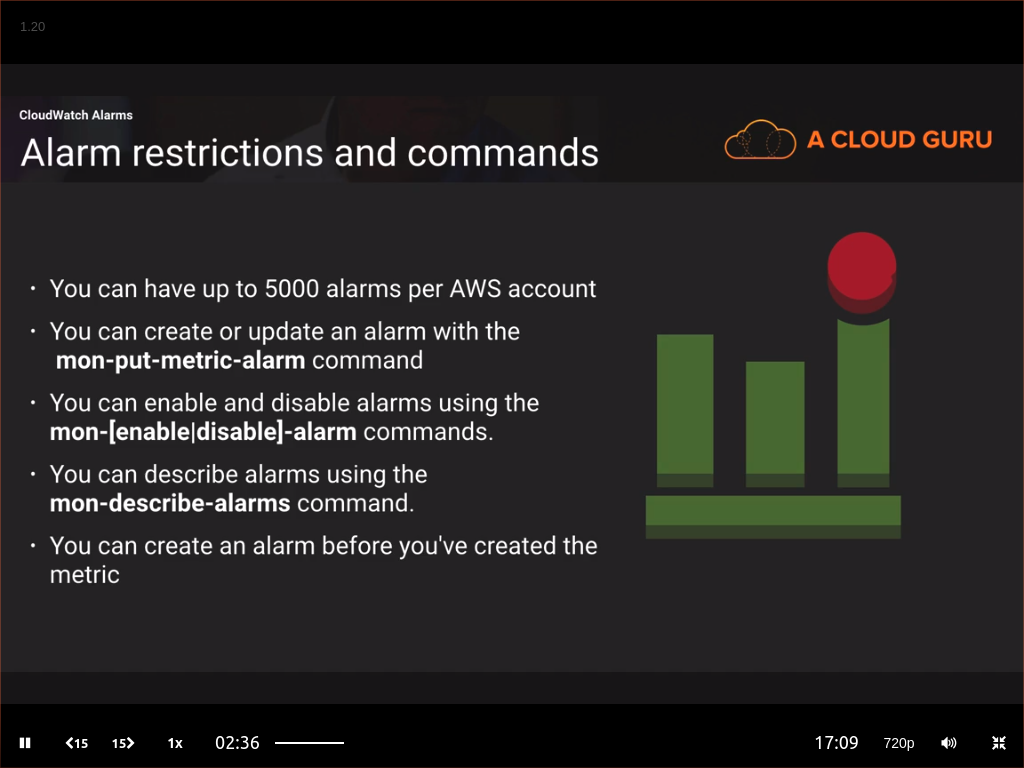 1.20
CloudWatch Alarms
Alarm restrictions and commands
A CLOUD GURU
· You can have up to 5000 alarms per AWS account
· You can create or update an alarm with the
mon-put-metric-alarm command
· You can enable and disable alarms using the
mon-[enable|disable]-alarm commands.
· You can describe alarms using the
mon-describe-alarms command.
· You can create an alarm before you've created the
metric
15 15 1x 02:36 17:09 720p